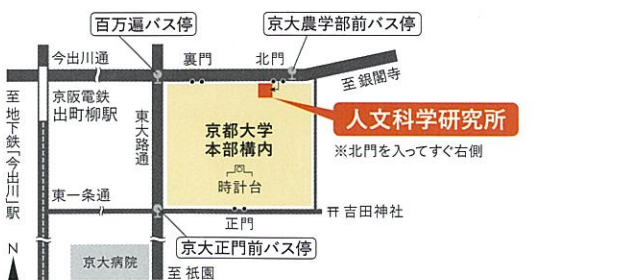 百万遍バス停
京大農学部前バス停
今出川通
裏門
北門
至 銀閣寺
至 地下鉄「今出川」駅
京阪電鉄
出町柳駅
東大路通
京都大学
本部構内
時計台
人文科学研究所
※北門を入ってすぐ右側
東一条通
正門
吉田神社
京大正門前バス停
N
京大病院
至 祇園